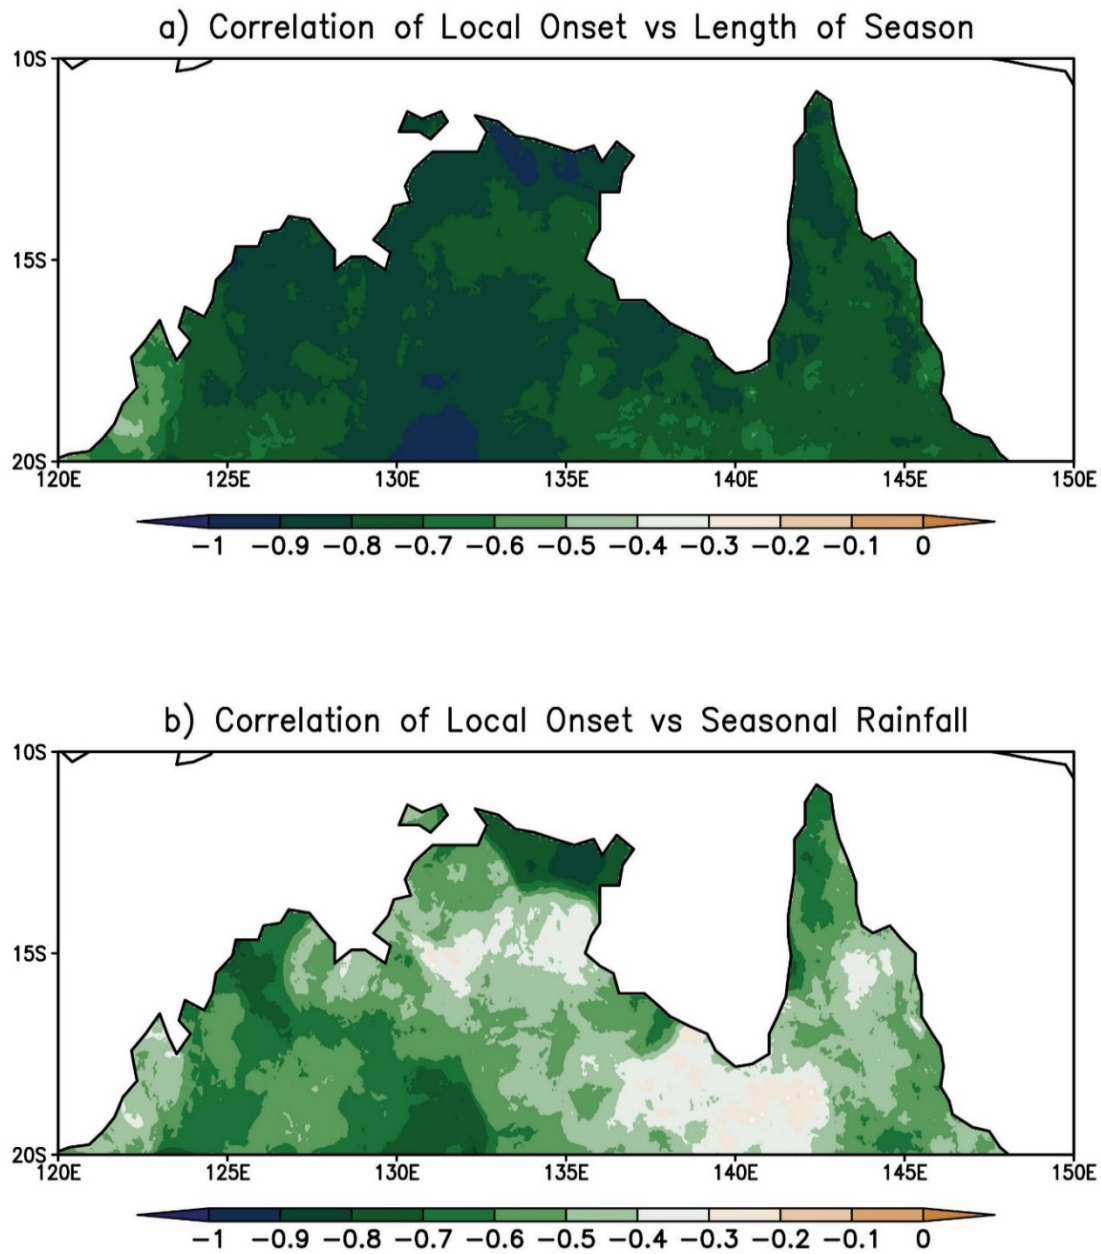 a) Correlation of Local Onset vs Length of Season
10S
15S
20S
120E 125E 130E 135E 140E 145E 150E
−1 −0.9 −0.8 −0.7 −0.6 −0.5 −0.4 −0.3 −0.2 −0.1 0
b) Correlation of Local Onset vs Seasonal Rainfall
10S
15S
20S
120E 125E 130E 135E 140E 145E 150E
−1 −0.9 −0.8 −0.7 −0.6 −0.5 −0.4 −0.3 −0.2 −0.1 0